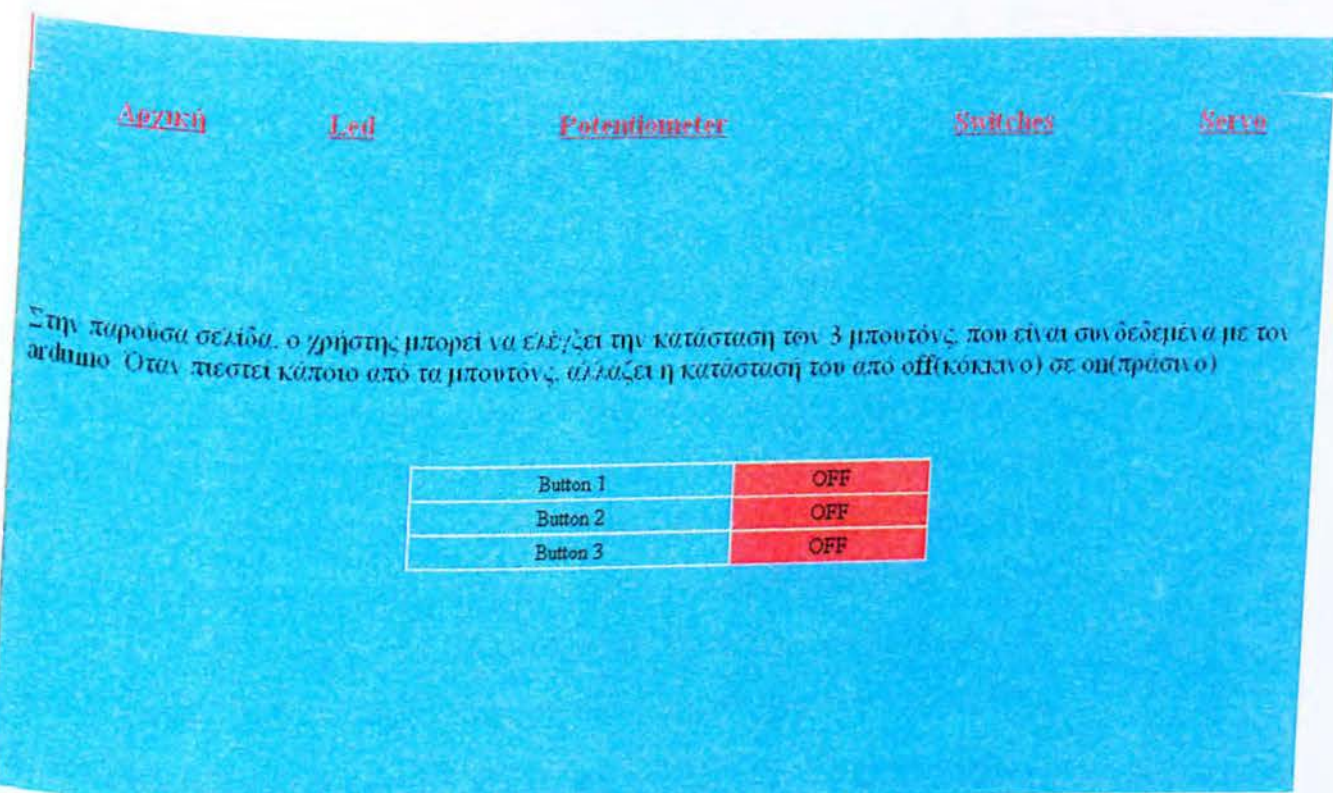 Αρχική Led Potentiometer Switches Servo
Στην παρούσα σελίδα, ο χρήστης μπορεί να ελέγξει την κατάσταση των 3 μπουτόνς, που είναι συνδεδεμένα με τον
arduino. Όταν πιεστεί κάποιο από τα μπουτόνς, αλλάζει η κατάστασή του από off(κόκκινο) σε on(πράσινο)
Button 1 OFF
Button 2 OFF
Button 3 OFF